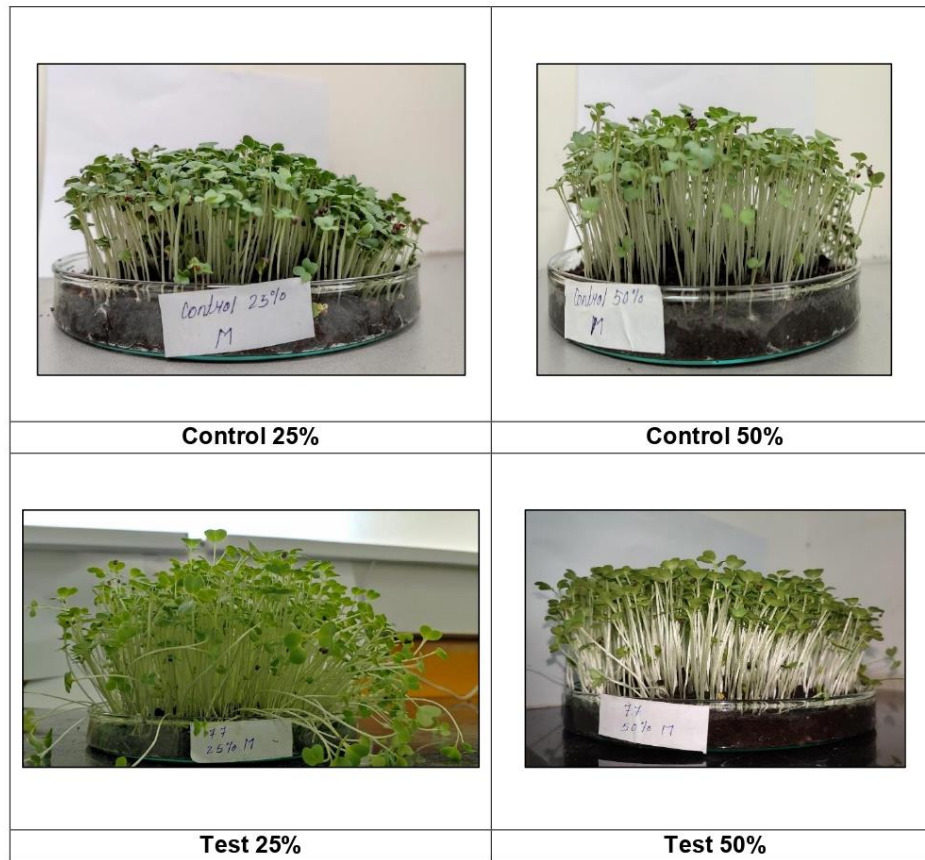 Control 25%
M
Control 50%
M
Control 25%
Control 50%
77
25% M
77
50% M
Test 25%
Test 50%